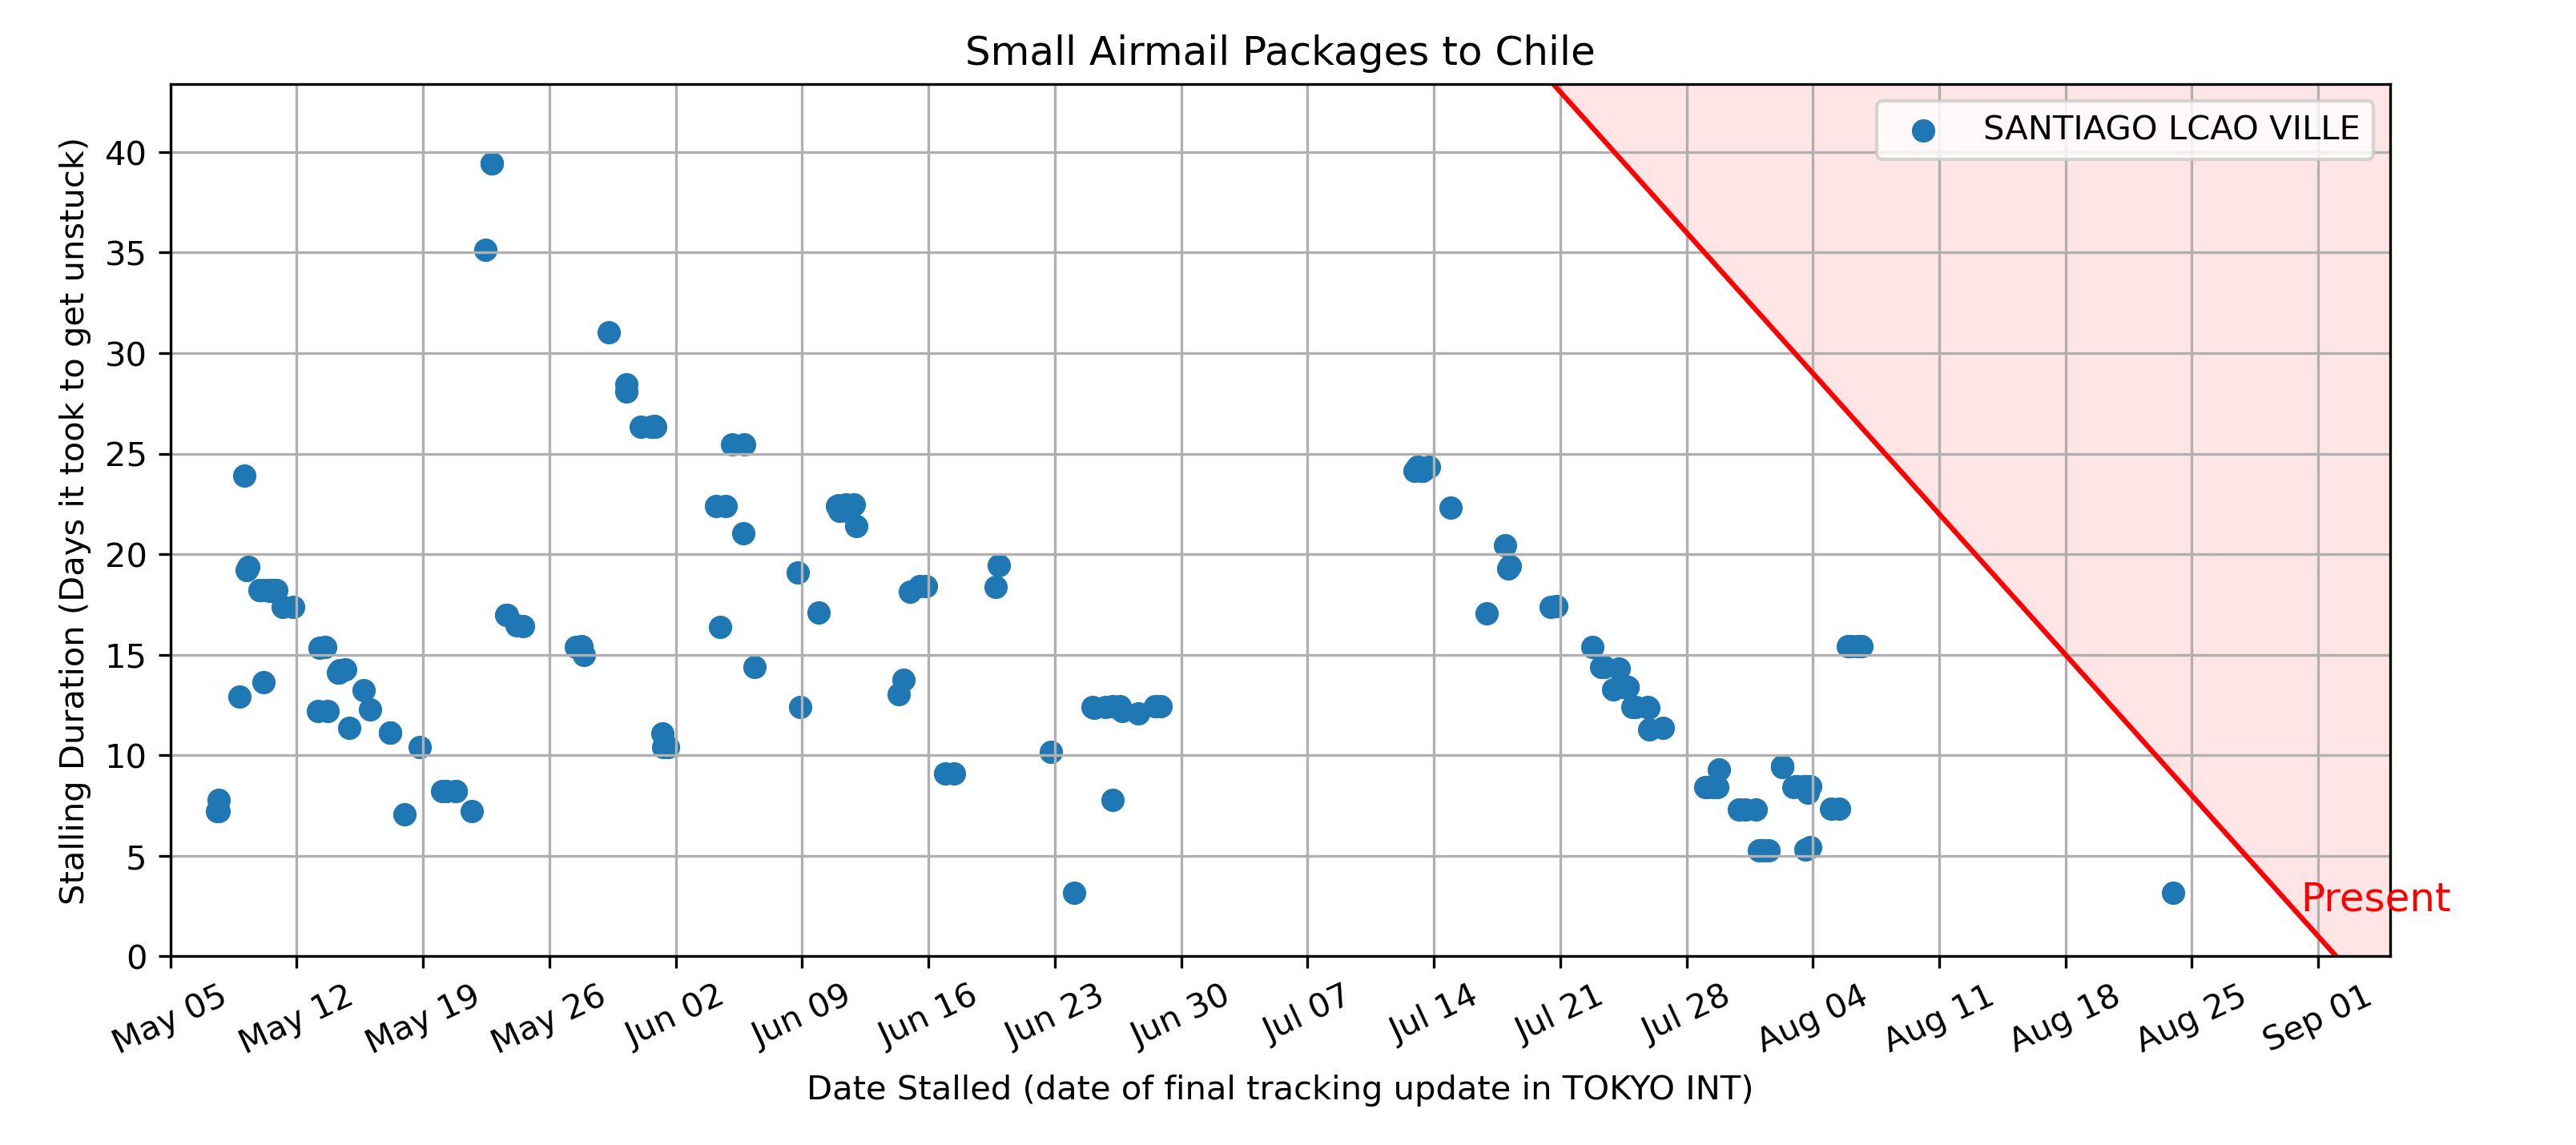 Small Airmail Packages to Chile
SANTIAGO LCAO VILLE
Stalling Duration (Days it took to get unstuck)
40
35
30
25
20
15
10
5
0
Present
May 05
May 12
May 19
May 26
Jun 02
Jun 09
Jun 16
Jun 23
Jun 30
Jul 07
Jul 14
Jul 21
Jul 28
Aug 04
Aug 11
Aug 18
Aug 25
Sep 01
Date Stalled (date of final tracking update in TOKYO INT)